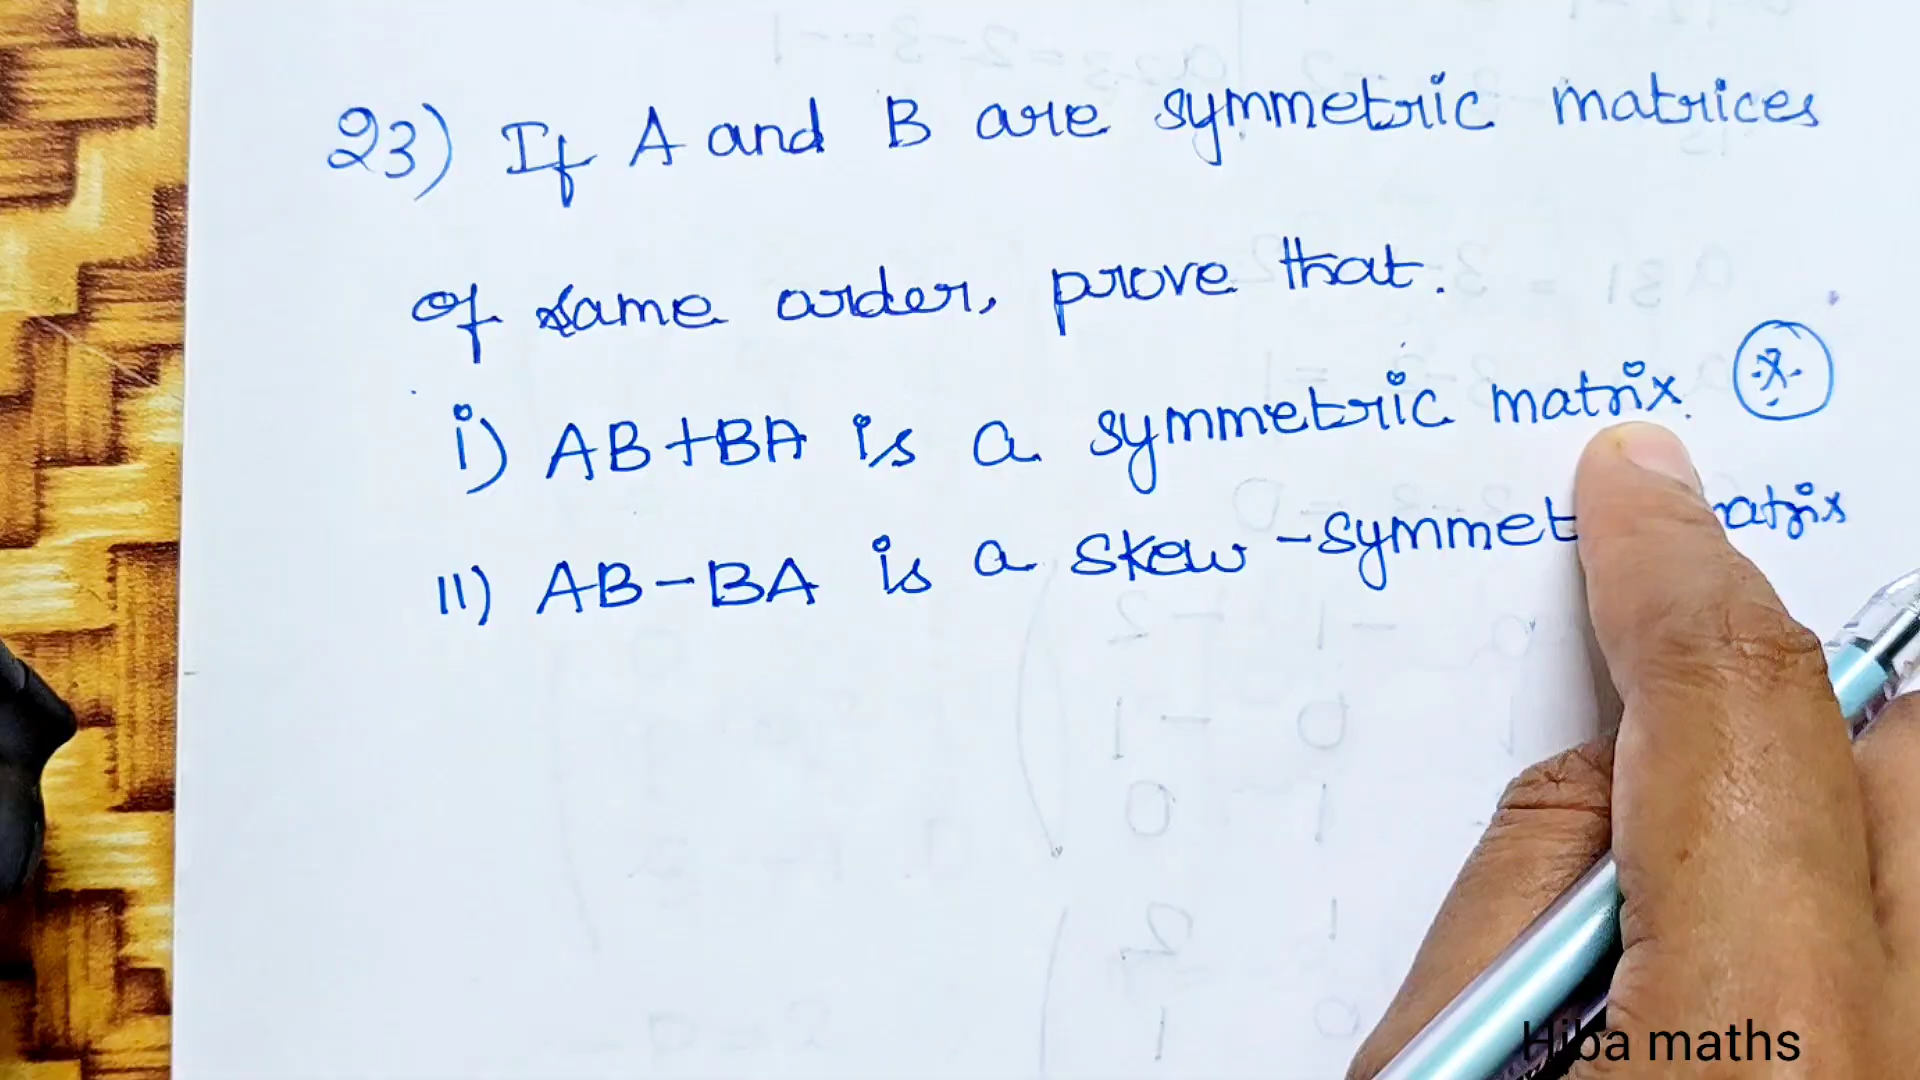 23) If A and B are symmetric matrices
of same order, prove that.
i) AB+BA is a symmetric matrix.
ii) AB-BA is a skew-symmet atrix
Hiba maths